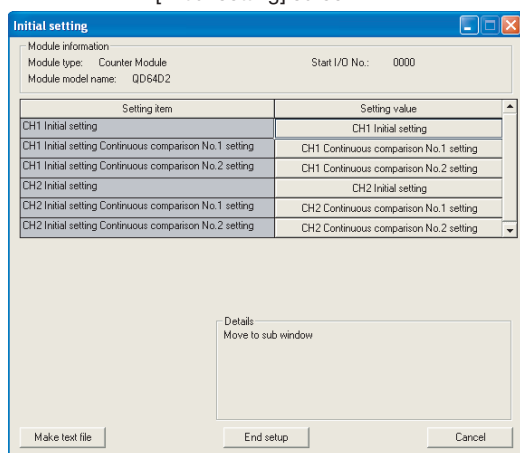 Initial setting
Module information
Module type: Counter Module Start I/O No.: 0000
Module model name: QD64D2
Setting item Setting value
CH1 Initial setting CH1 Initial setting
CH1 Initial setting Continuous comparison No.1 setting CH1 Continuous comparison No.1 setting
CH1 Initial setting Continuous comparison No.2 setting CH1 Continuous comparison No.2 setting
CH2 Initial setting CH2 Initial setting
CH2 Initial setting Continuous comparison No.1 setting CH2 Continuous comparison No.1 setting
CH2 Initial setting Continuous comparison No.2 setting CH2 Continuous comparison No.2 setting
Details
Move to sub window
Make text file End setup Cancel